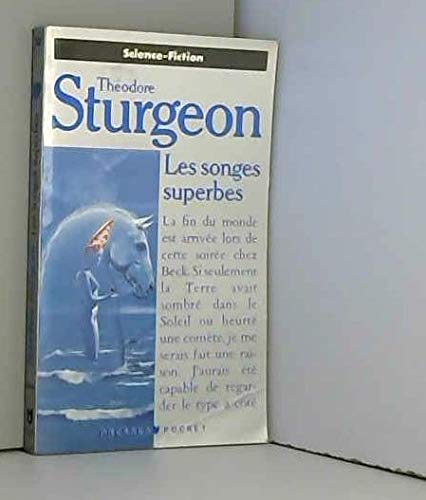 Science-Fiction
Théodore
Sturgeon
Les songes
superbes
La fin du monde
est arrivée lors de
cette soirée chez
Beck. Si seulement
la Terre avait
sombré dans le
Soleil ou heurté
une comète, je me
serais fait une rai-
son. J'aurais été
capable de regar-
der le type à côté
PRESSES POCKET